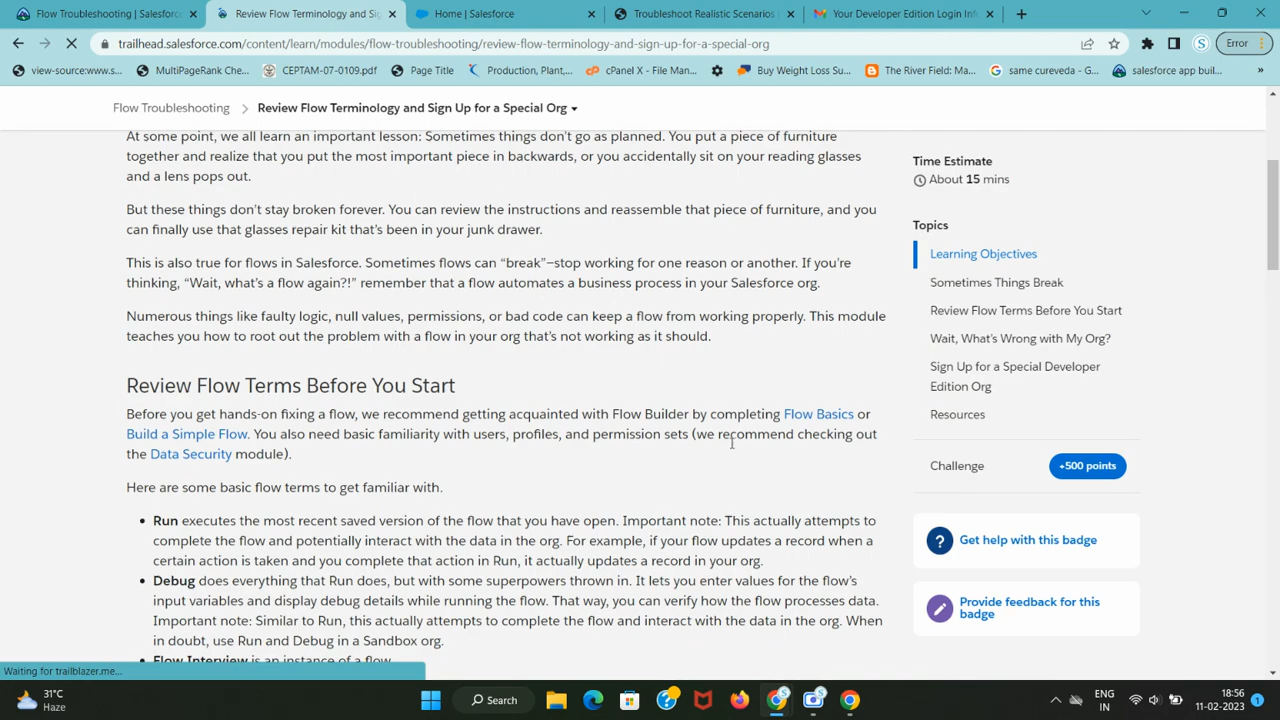 Flow Troubleshooting | Salesforce
Review Flow Terminology and Sig
Home | Salesforce
Troubleshoot Realistic Scenarios |
Your Developer Edition Login Info
trailhead.salesforce.com/content/learn/modules/flow-troubleshooting/review-flow-terminology-and-sign-up-for-a-special-org
Error
view-source:www.s...
MultiPageRank Che...
CEPTAM-07-0109.pdf
Page Title
Production, Plant,...
cPanel X - File Man...
Buy Weight Loss Su...
The River Field: Ma...
same cureveda - G...
salesforce app buil...
»
Flow Troubleshooting
Review Flow Terminology and Sign Up for a Special Org
At some point, we all learn an important lesson: Sometimes things don’t go as planned. You put a piece of furniture
together and realize that you put the most important piece in backwards, or you accidentally sit on your reading glasses
and a lens pops out.
But these things don’t stay broken forever. You can review the instructions and reassemble that piece of furniture, and you
can finally use that glasses repair kit that’s been in your junk drawer.
This is also true for flows in Salesforce. Sometimes flows can “break”—stop working for one reason or another. If you’re
thinking, “Wait, what’s a flow again?!” remember that a flow automates a business process in your Salesforce org.
Numerous things like faulty logic, null values, permissions, or bad code can keep a flow from working properly. This module
teaches you how to root out the problem with a flow in your org that’s not working as it should.
Review Flow Terms Before You Start
Before you get hands-on fixing a flow, we recommend getting acquainted with Flow Builder by completing Flow Basics or
Build a Simple Flow. You also need basic familiarity with users, profiles, and permission sets (we recommend checking out
the Data Security module).
Here are some basic flow terms to get familiar with.
• Run executes the most recent saved version of the flow that you have open. Important note: This actually attempts to
complete the flow and potentially interact with the data in the org. For example, if your flow updates a record when a
certain action is taken and you complete that action in Run, it actually updates a record in your org.
• Debug does everything that Run does, but with some superpowers thrown in. It lets you enter values for the flow’s
input variables and display debug details while running the flow. That way, you can verify how the flow processes data.
Important note: Similar to Run, this actually attempts to complete the flow and interact with the data in the org. When
in doubt, use Run and Debug in a Sandbox org.
• Flow Interview is an instance of a flow.
Time Estimate
About 15 mins
Topics
Learning Objectives
Sometimes Things Break
Review Flow Terms Before You Start
Wait, What’s Wrong with My Org?
Sign Up for a Special Developer
Edition Org
Resources
Challenge
+500 points
Get help with this badge
Provide feedback for this
badge
Waiting for trailblazer.me...
31°C
Haze
Search
ENG
IN
18:56
11-02-2023
1